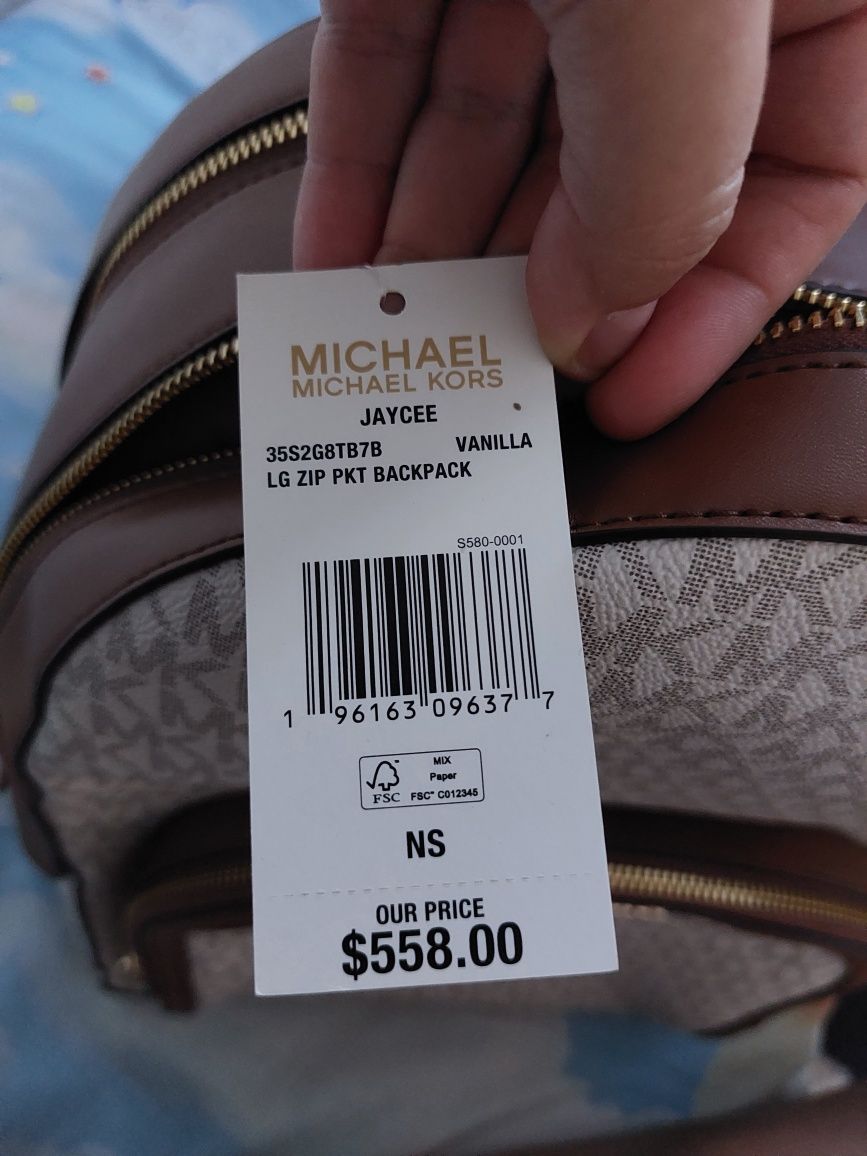 MICHAEL
MICHAEL KORS
JAYCEE
35S2G8TB7B VANILLA
LG ZIP PKT BACKPACK
S580-0001
1 96163 09637 7
MIX
Paper
FSC™ C012345
FSC
NS
OUR PRICE
$558.00